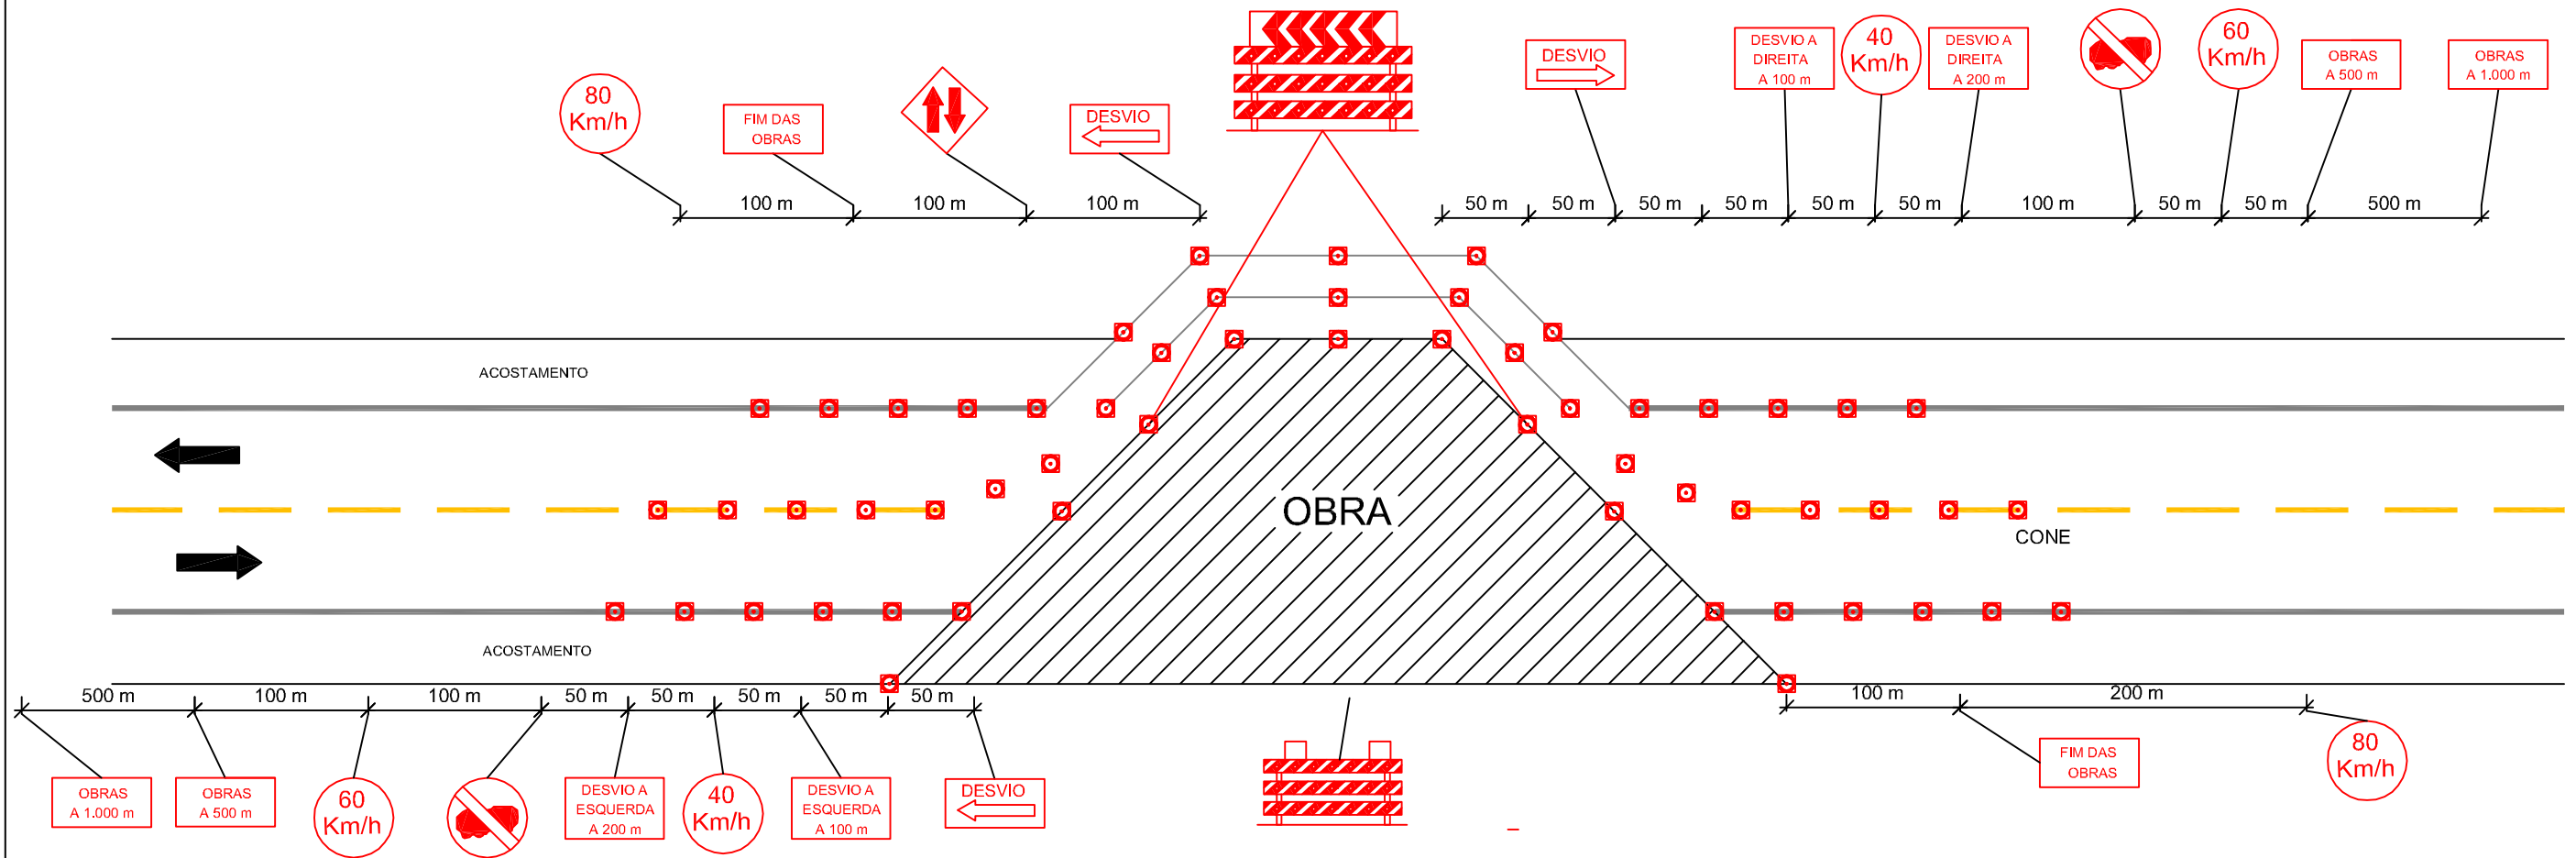 80
Km/h
FIM DAS
OBRAS
DESVIO
DESVIO
DESVIO A
DIREITA
A 100 m
40
Km/h
DESVIO A
DIREITA
A 200 m
60
Km/h
OBRAS
A 500 m
OBRAS
A 1.000 m
100 m
100 m
100 m
50 m
50 m
50 m
50 m
50 m
50 m
100 m
50 m
50 m
500 m
ACOSTAMENTO
OBRA
CONE
ACOSTAMENTO
500 m
100 m
100 m
50 m
50 m
50 m
50 m
50 m
100 m
200 m
OBRAS
A 1.000 m
OBRAS
A 500 m
60
Km/h
DESVIO A
ESQUERDA
A 200 m
40
Km/h
DESVIO A
ESQUERDA
A 100 m
DESVIO
FIM DAS
OBRAS
80
Km/h